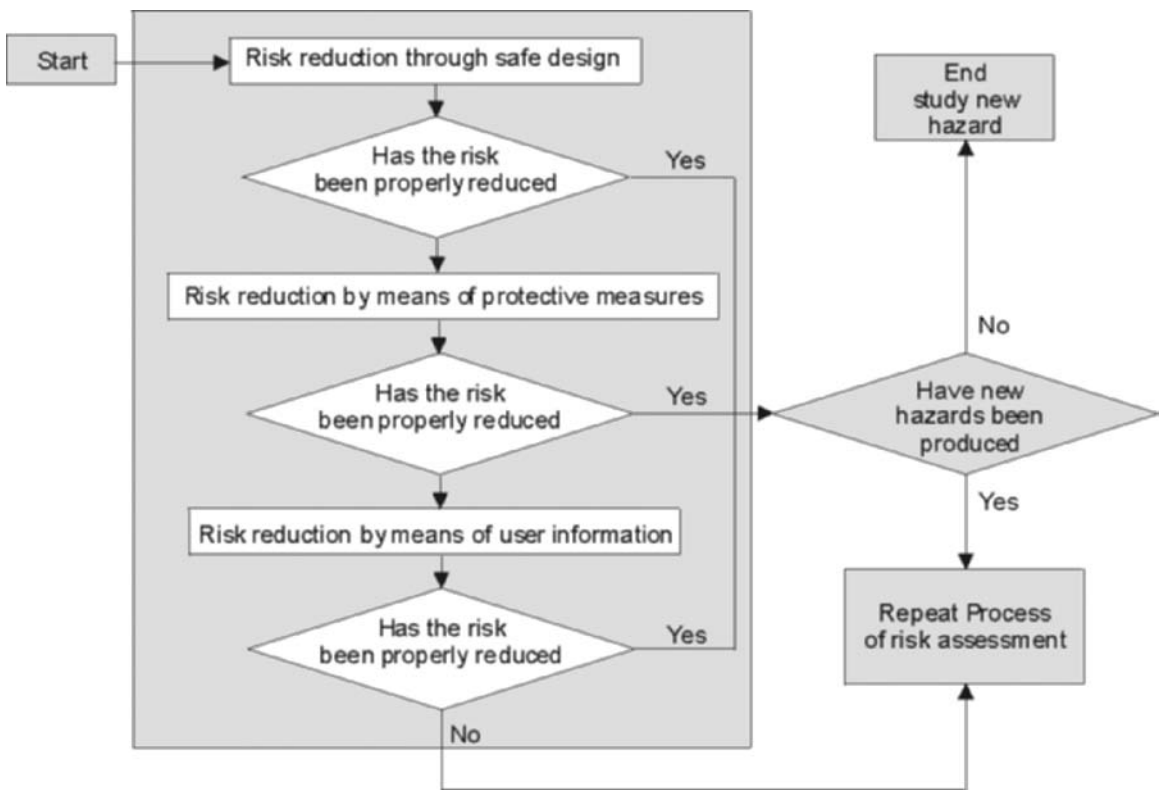 Start
Risk reduction through safe design
Has the risk
been properly reduced
Yes
Risk reduction by means of protective measures
Has the risk
been properly reduced
Yes
Risk reduction by means of user information
Has the risk
been properly reduced
Yes
No
End
study new
hazard
No
Have new
hazards been
produced
Yes
Repeat Process
of risk assessment